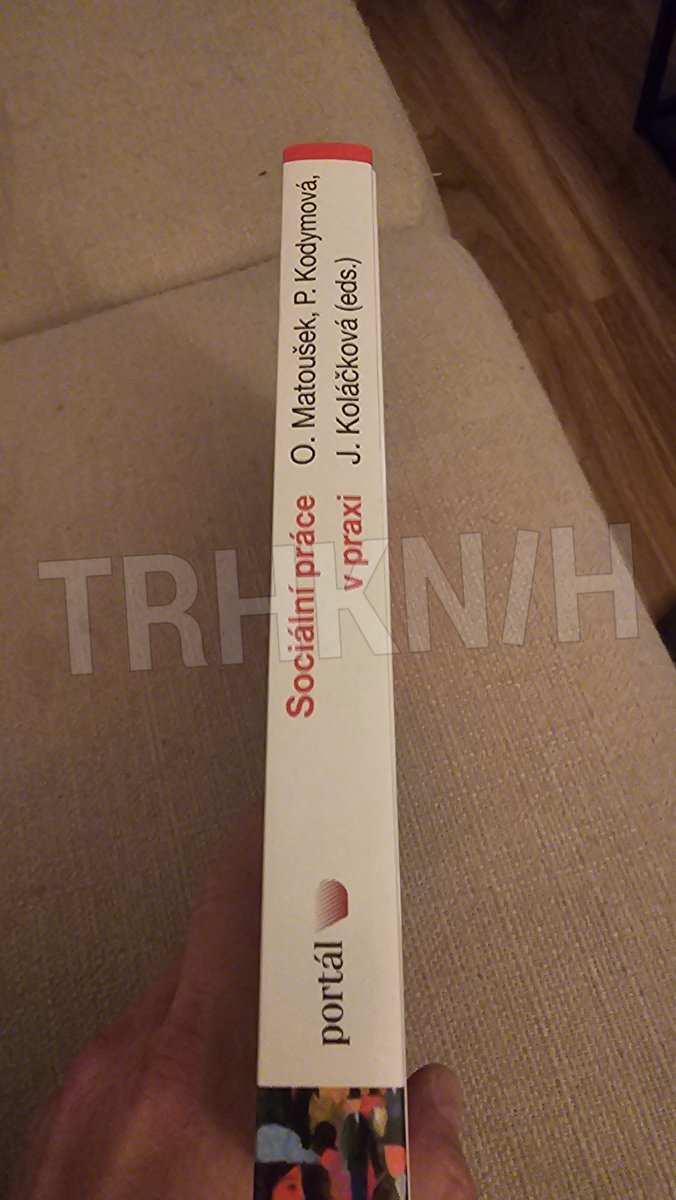 O. Matoušek, P. Kodymová,
J. Koláčková (eds.)
Sociální práce
v praxi
portál
TRHKNIH